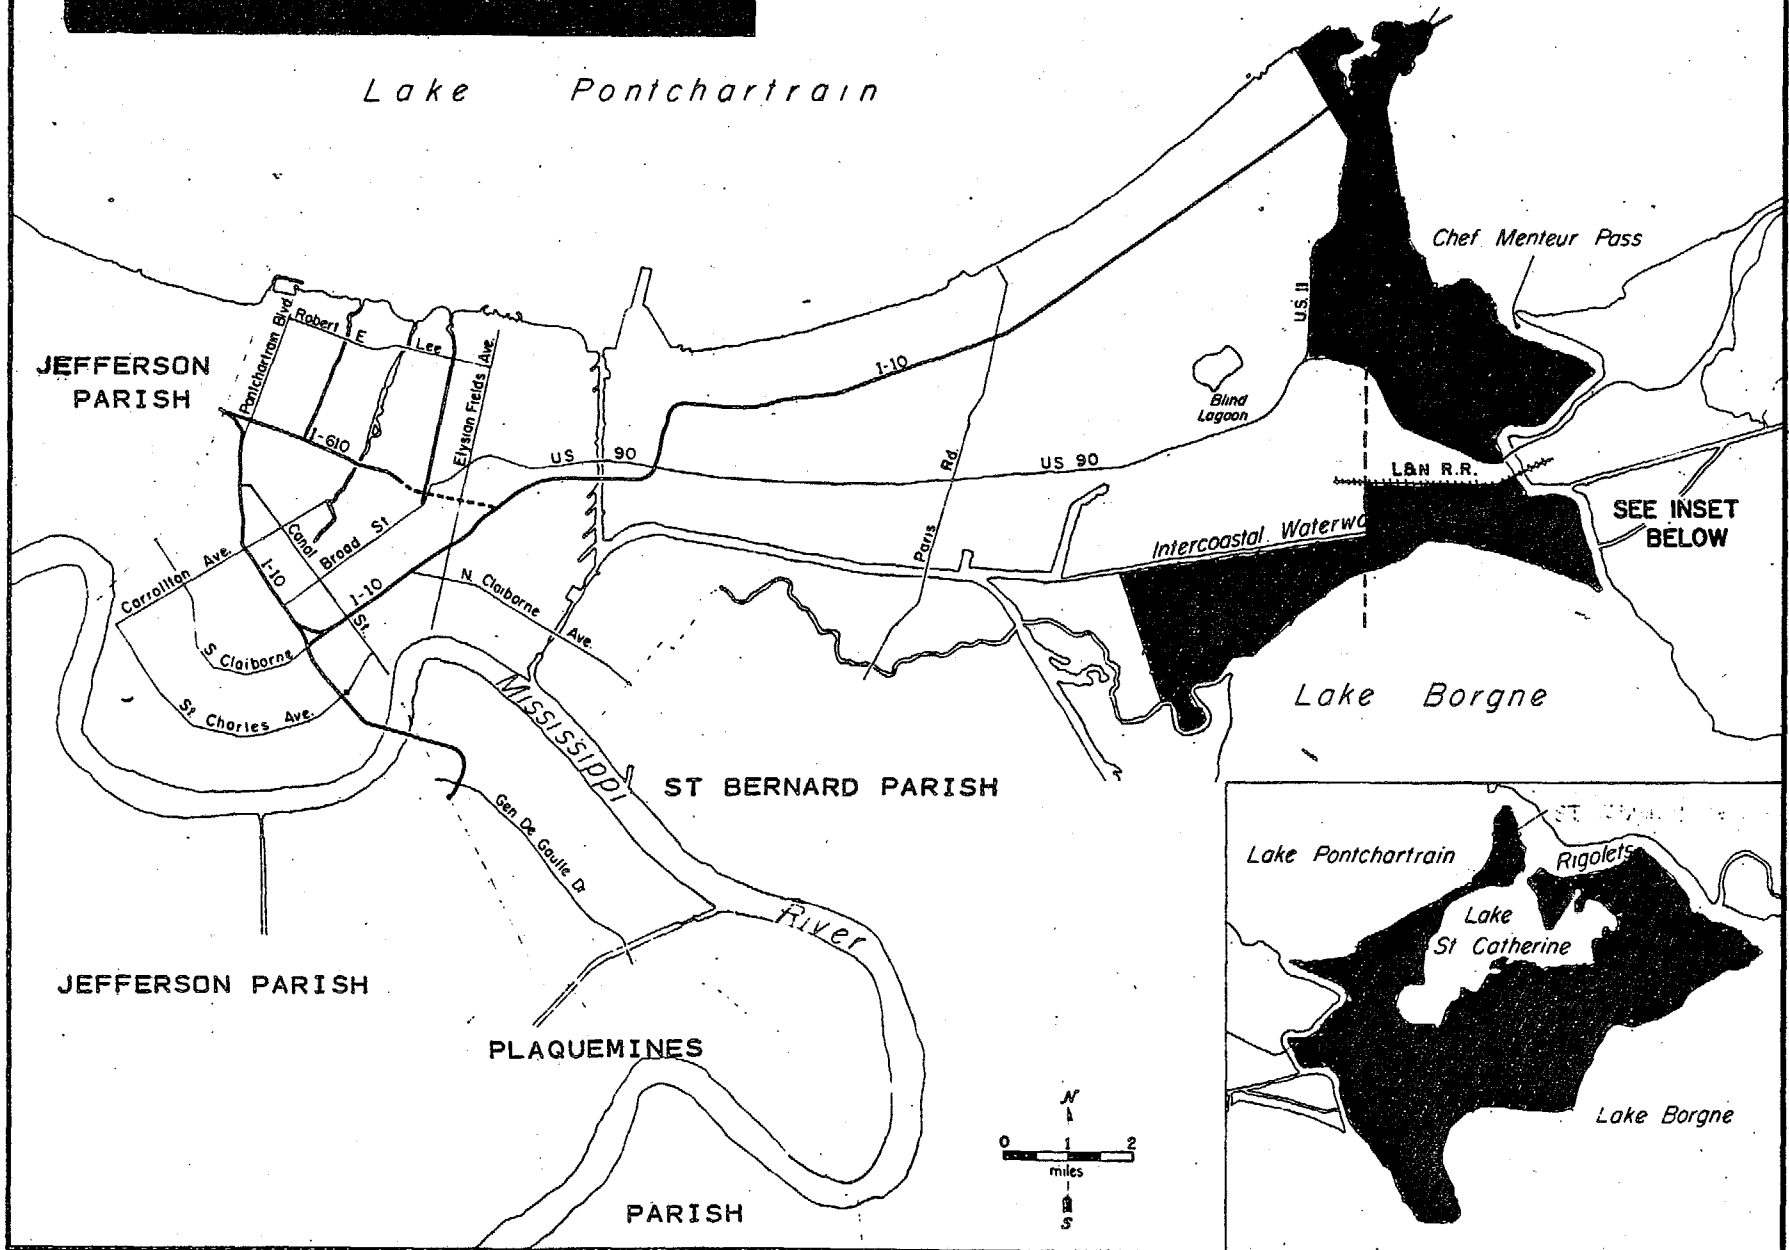 Lake Pontchartrain
Chef Menteur Pass
U.S. 11
JEFFERSON
PARISH
Pontchartrain Blvd.
Robert E Lee
Elysian Fields Ave.
I-10
Blind
Lagoon
I-610
US 90
US 90
Rd.
Paris
L&N R.R.
SEE INSET
BELOW
Intercoastal Waterwa
Carrollton Ave.
Canal
St.
Broad St
I-10
I-10
N. Claiborne Ave.
S Claiborne
St. Charles Ave.
Mississippi
River
Lake Borgne
ST BERNARD PARISH
Gen De Gaulle Dr
JEFFERSON PARISH
PLAQUEMINES
PARISH
N
0 1 2
miles
S
Lake Pontchartrain
Rigolets
Lake
St Catherine
Lake Borgne